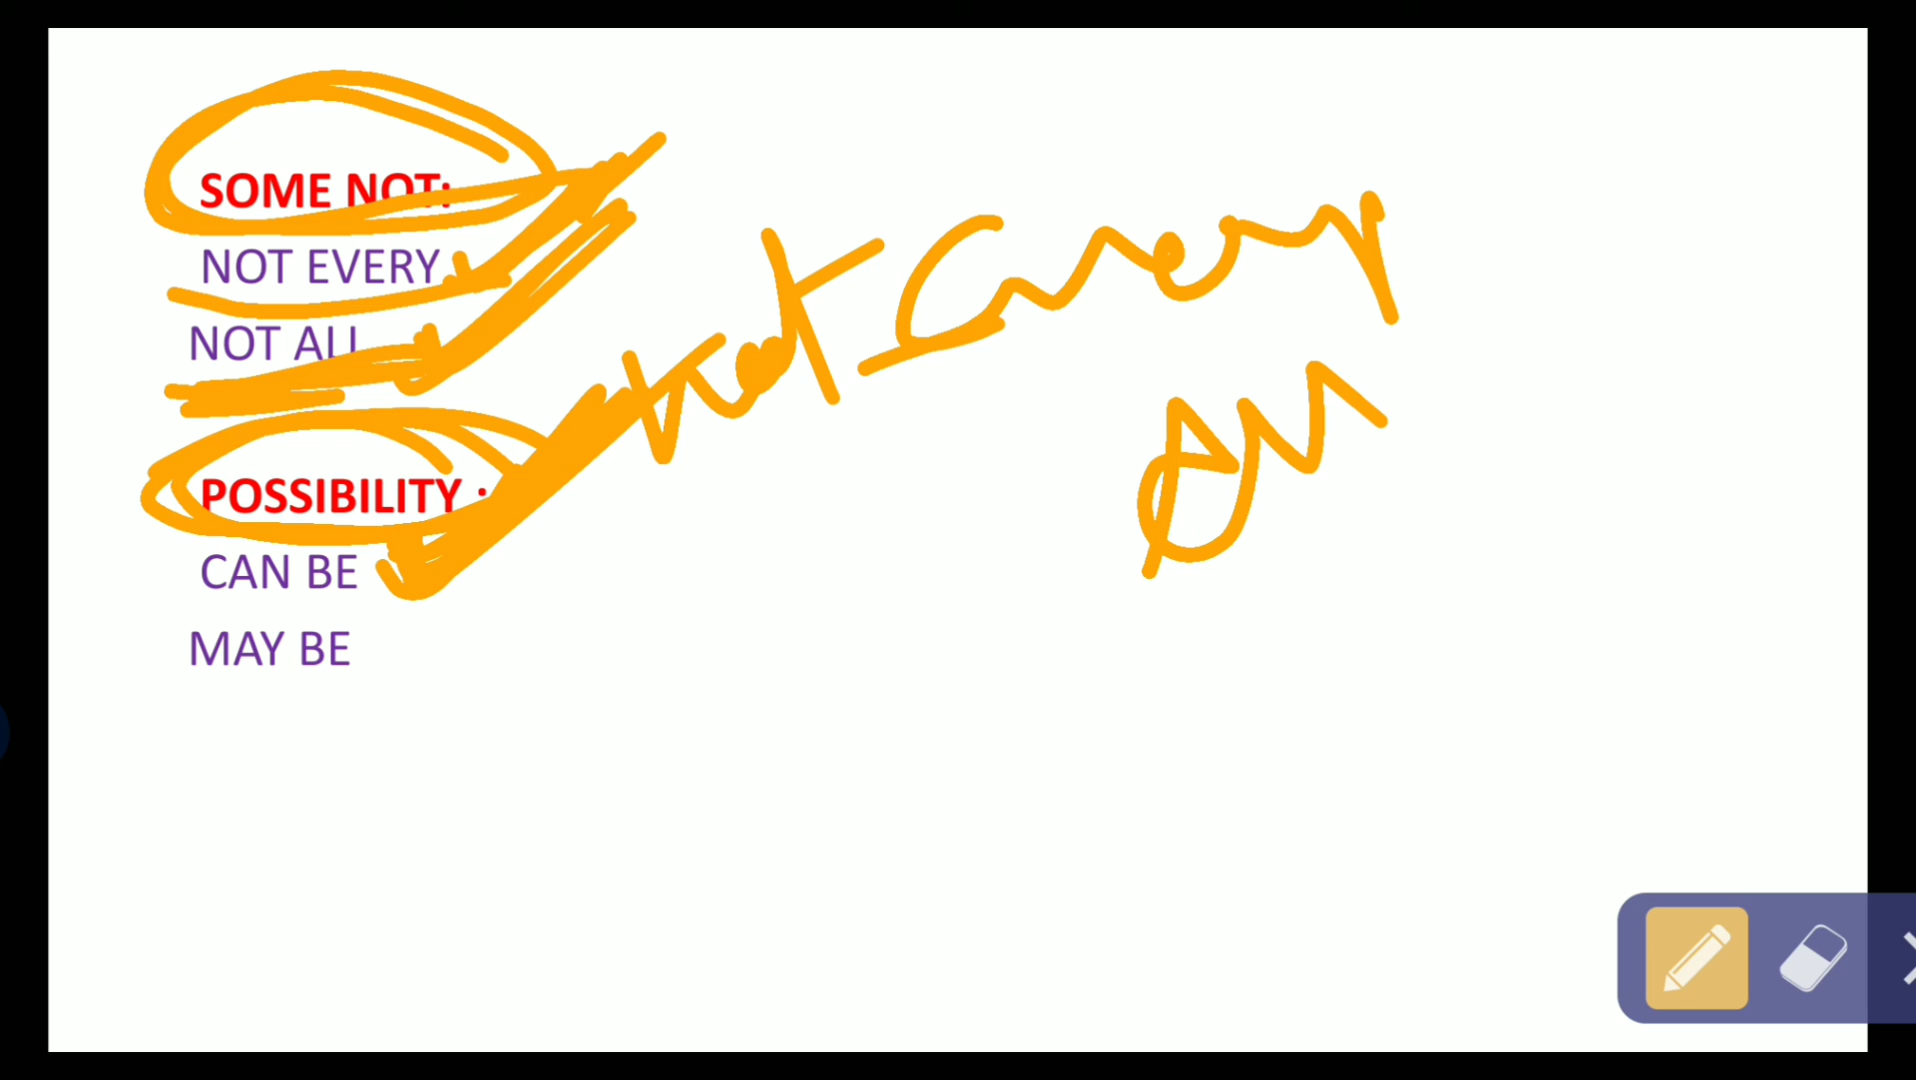 SOME NOT:
NOT EVERY
NOT ALL
POSSIBILITY :
CAN BE
MAY BE
Not Every
All